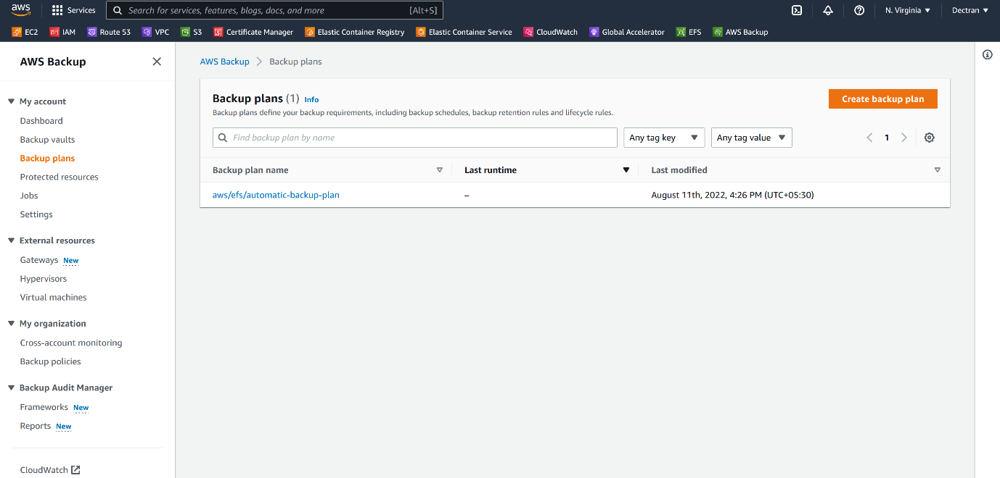 aws
Services
Search for services, features, blogs, docs, and more
[Alt+S]
N. Virginia
Dectran
EC2
IAM
Route 53
VPC
S3
Certificate Manager
Elastic Container Registry
Elastic Container Service
CloudWatch
Global Accelerator
EFS
AWS Backup
AWS Backup
My account
Dashboard
Backup vaults
Backup plans
Protected resources
Jobs
Settings
External resources
Gateways New
Hypervisors
Virtual machines
My organization
Cross-account monitoring
Backup policies
Backup Audit Manager
Frameworks New
Reports New
CloudWatch
AWS Backup
Backup plans
Backup plans (1) Info
Create backup plan
Backup plans define your backup requirements, including backup schedules, backup retention rules and lifecycle rules.
Find backup plan by name
Any tag key
Any tag value
1
Backup plan name
Last runtime
Last modified
aws/efs/automatic-backup-plan
–
August 11th, 2022, 4:26 PM (UTC+05:30)